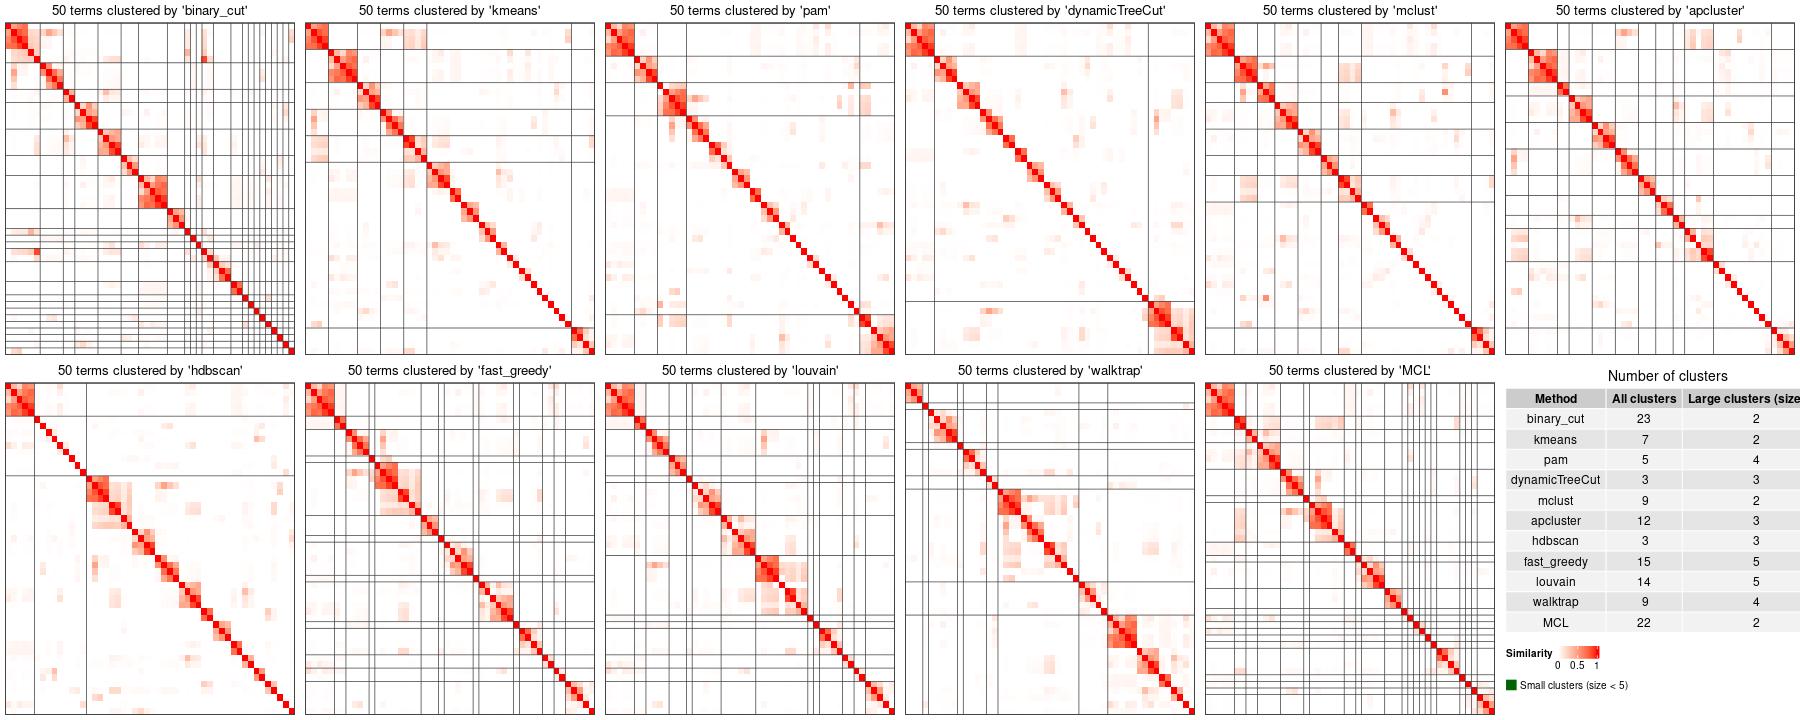 50 terms clustered by 'binary_cut'
50 terms clustered by 'kmeans'
50 terms clustered by 'pam'
50 terms clustered by 'dynamicTreeCut'
50 terms clustered by 'mclust'
50 terms clustered by 'apcluster'
50 terms clustered by 'hdbscan'
50 terms clustered by 'fast_greedy'
50 terms clustered by 'louvain'
50 terms clustered by 'walktrap'
50 terms clustered by 'MCL'
Number of clusters
Method All clusters Large clusters (size
binary_cut 23 2
kmeans 7 2
pam 5 4
dynamicTreeCut 3 3
mclust 9 2
apcluster 12 3
hdbscan 3 3
fast_greedy 15 5
louvain 14 5
walktrap 9 4
MCL 22 2
Similarity
0 0.5 1
Small clusters (size < 5)